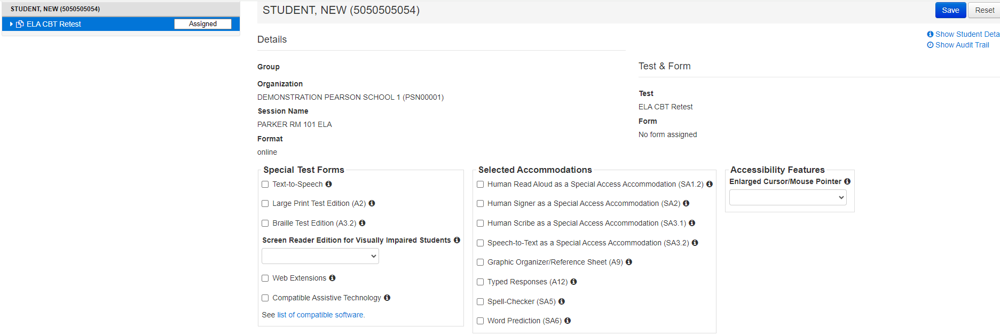 STUDENT, NEW (5050505054)
ELA CBT Retest
Assigned
STUDENT, NEW (5050505054)
Save
Reset
Show Student Deta
Show Audit Trail
Details
Group
Organization
DEMONSTRATION PEARSON SCHOOL 1 (PSN00001)
Session Name
PARKER RM 101 ELA
Format
online
Test & Form
Test
ELA CBT Retest
Form
No form assigned
Special Test Forms
Text-to-Speech
Large Print Test Edition (A2)
Braille Test Edition (A3.2)
Screen Reader Edition for Visually Impaired Students
Web Extensions
Compatible Assistive Technology
See list of compatible software.
Selected Accommodations
Human Read Aloud as a Special Access Accommodation (SA1.2)
Human Signer as a Special Access Accommodation (SA2)
Human Scribe as a Special Access Accommodation (SA3.1)
Speech-to-Text as a Special Access Accommodation (SA3.2)
Graphic Organizer/Reference Sheet (A9)
Typed Responses (A12)
Spell-Checker (SA5)
Word Prediction (SA6)
Accessibility Features
Enlarged Cursor/Mouse Pointer